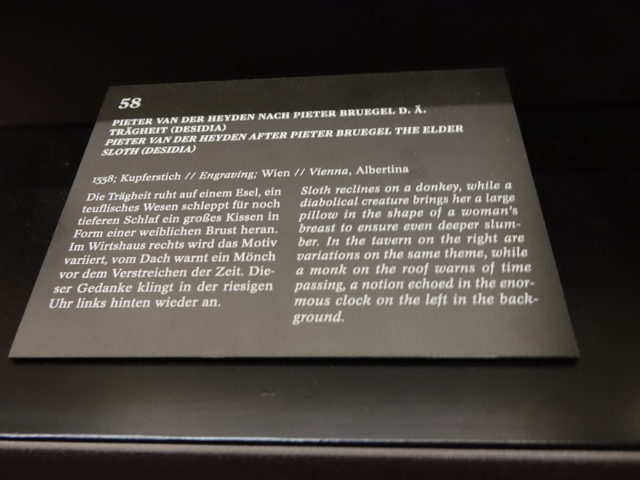 58
PIETER VAN DER HEYDEN NACH PIETER BRUEGEL D. Ä.
TRÄGHEIT (DESIDIA)
PIETER VAN DER HEYDEN AFTER PIETER BRUEGEL THE ELDER
SLOTH (DESIDIA)
1558; Kupferstich // Engraving; Wien // Vienna, Albertina
Die Trägheit ruht auf einem Esel, ein
teuflisches Wesen schleppt für noch
tieferen Schlaf ein großes Kissen in
Form einer weiblichen Brust heran.
Im Wirtshaus rechts wird das Motiv
variiert, vom Dach warnt ein Mönch
vor dem Verstreichen der Zeit. Die-
ser Gedanke klingt in der riesigen
Uhr links hinten wieder an.
Sloth reclines on a donkey, while a
diabolical creature brings her a large
pillow in the shape of a woman's
breast to ensure even deeper slum-
ber. In the tavern on the right are
variations on the same theme, while
a monk on the roof warns of time
passing, a notion echoed in the enor-
mous clock on the left in the back-
ground.